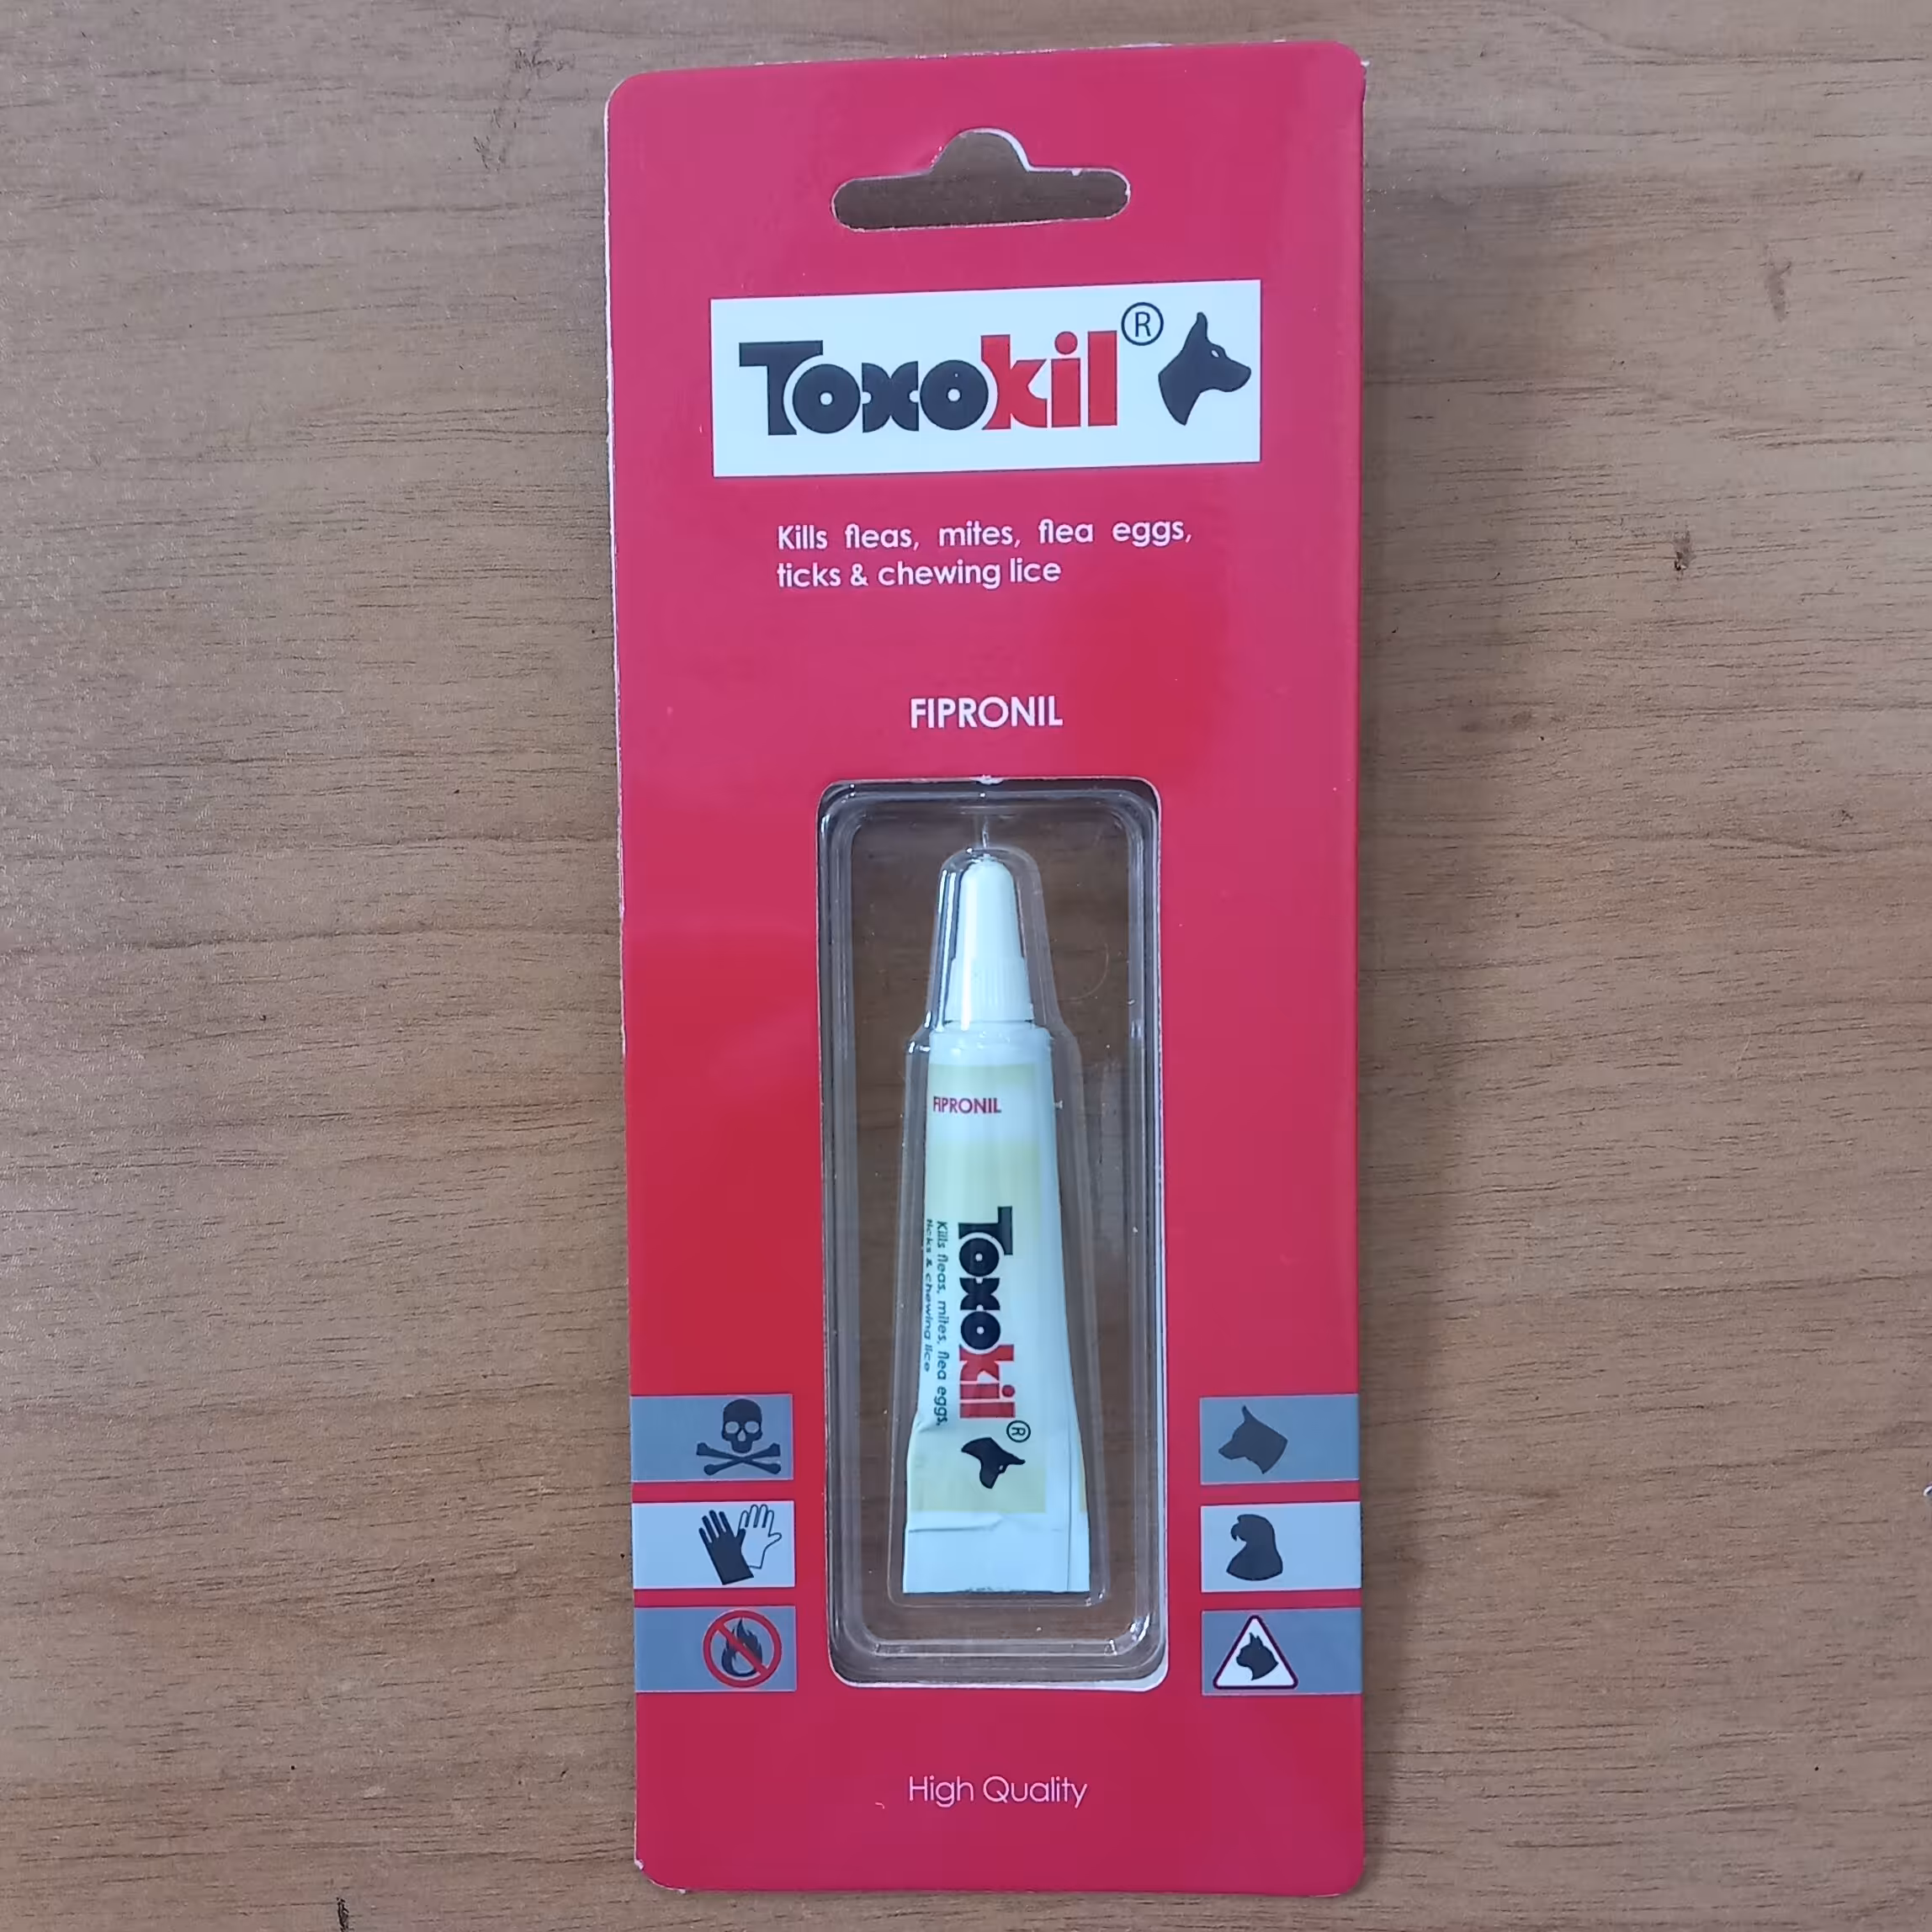 Toxokil®
Kills fleas, mites, flea eggs,
ticks & chewing lice
FIPRONIL
FIPRONIL
Toxokil®
Kills fleas, mites, flea eggs,
ticks & chewing lice
High Quality